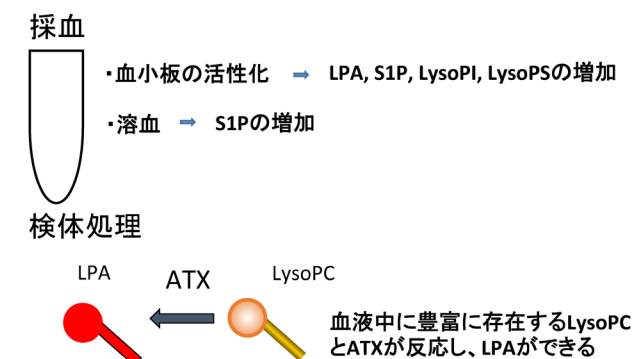 採血
・血小板の活性化 ➡ LPA, S1P, LysoPI, LysoPSの増加
・溶血 ➡ S1Pの増加
検体処理
LPA ATX LysoPC
血液中に豊富に存在するLysoPC
とATXが反応し、LPAができる